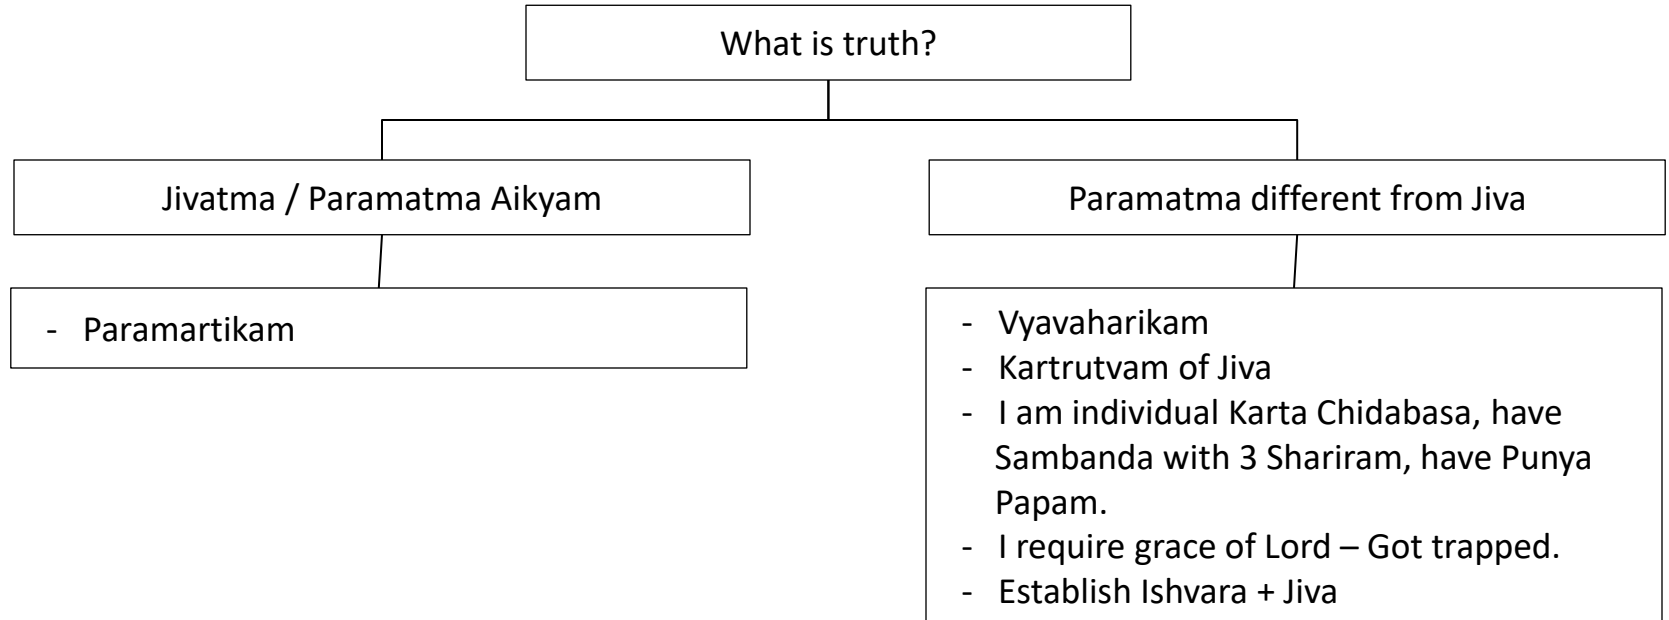 What is truth?
Jivatma / Paramatma Aikyam
Paramatma different from Jiva
- Paramartikam
- Vyavaharikam
- Kartrutvam of Jiva
- I am individual Karta Chidabasa, have
Sambanda with 3 Shariram, have Punya
Papam.
- I require grace of Lord – Got trapped.
- Establish Ishvara + Jiva